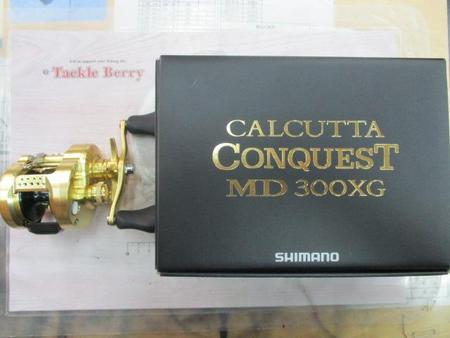 Tackle Berry
CALCUTTA
CONQUEST
MD 300XG
SHIMANO